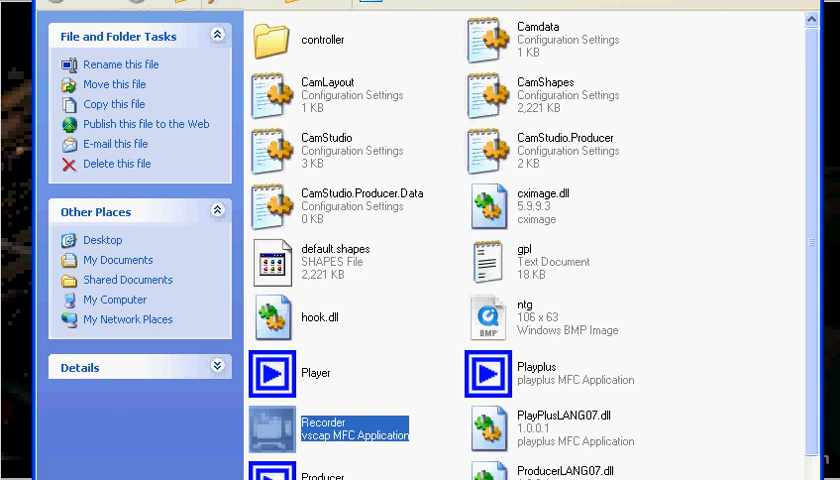 File and Folder Tasks
Rename this file
Move this file
Copy this file
Publish this file to the Web
E-mail this file
Delete this file
Other Places
Desktop
My Documents
Shared Documents
My Computer
My Network Places
Details
controller
Camdata
Configuration Settings
1 KB
CamLayout
Configuration Settings
1 KB
CamShapes
Configuration Settings
2,221 KB
CamStudio
Configuration Settings
3 KB
CamStudio.Producer
Configuration Settings
2 KB
CamStudio.Producer.Data
Configuration Settings
0 KB
cximage.dll
5.9.9.3
cximage
default.shapes
SHAPES File
2,221 KB
gpl
Text Document
18 KB
hook.dll
ntg
106 x 63
Windows BMP Image
BMP
Player
Playplus
playplus MFC Application
Recorder
vscap MFC Application
PlayPlusLANG07.dll
1.0.0.1
playplus MFC Application
Producer
ProducerLANG07.dll